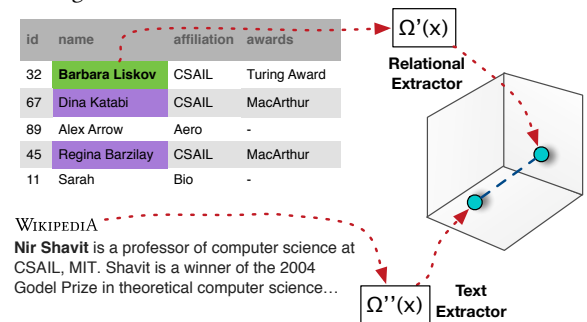 id name affiliation awards
32 Barbara Liskov CSAIL Turing Award
67 Dina Katabi CSAIL MacArthur
89 Alex Arrow Aero -
45 Regina Barzilay CSAIL MacArthur
11 Sarah Bio -
Ω'(x)
Relational
Extractor
WIKIPEDIA
Nir Shavit is a professor of computer science at
CSAIL, MIT. Shavit is a winner of the 2004
Godel Prize in theoretical computer science…
Ω''(x)
Text
Extractor